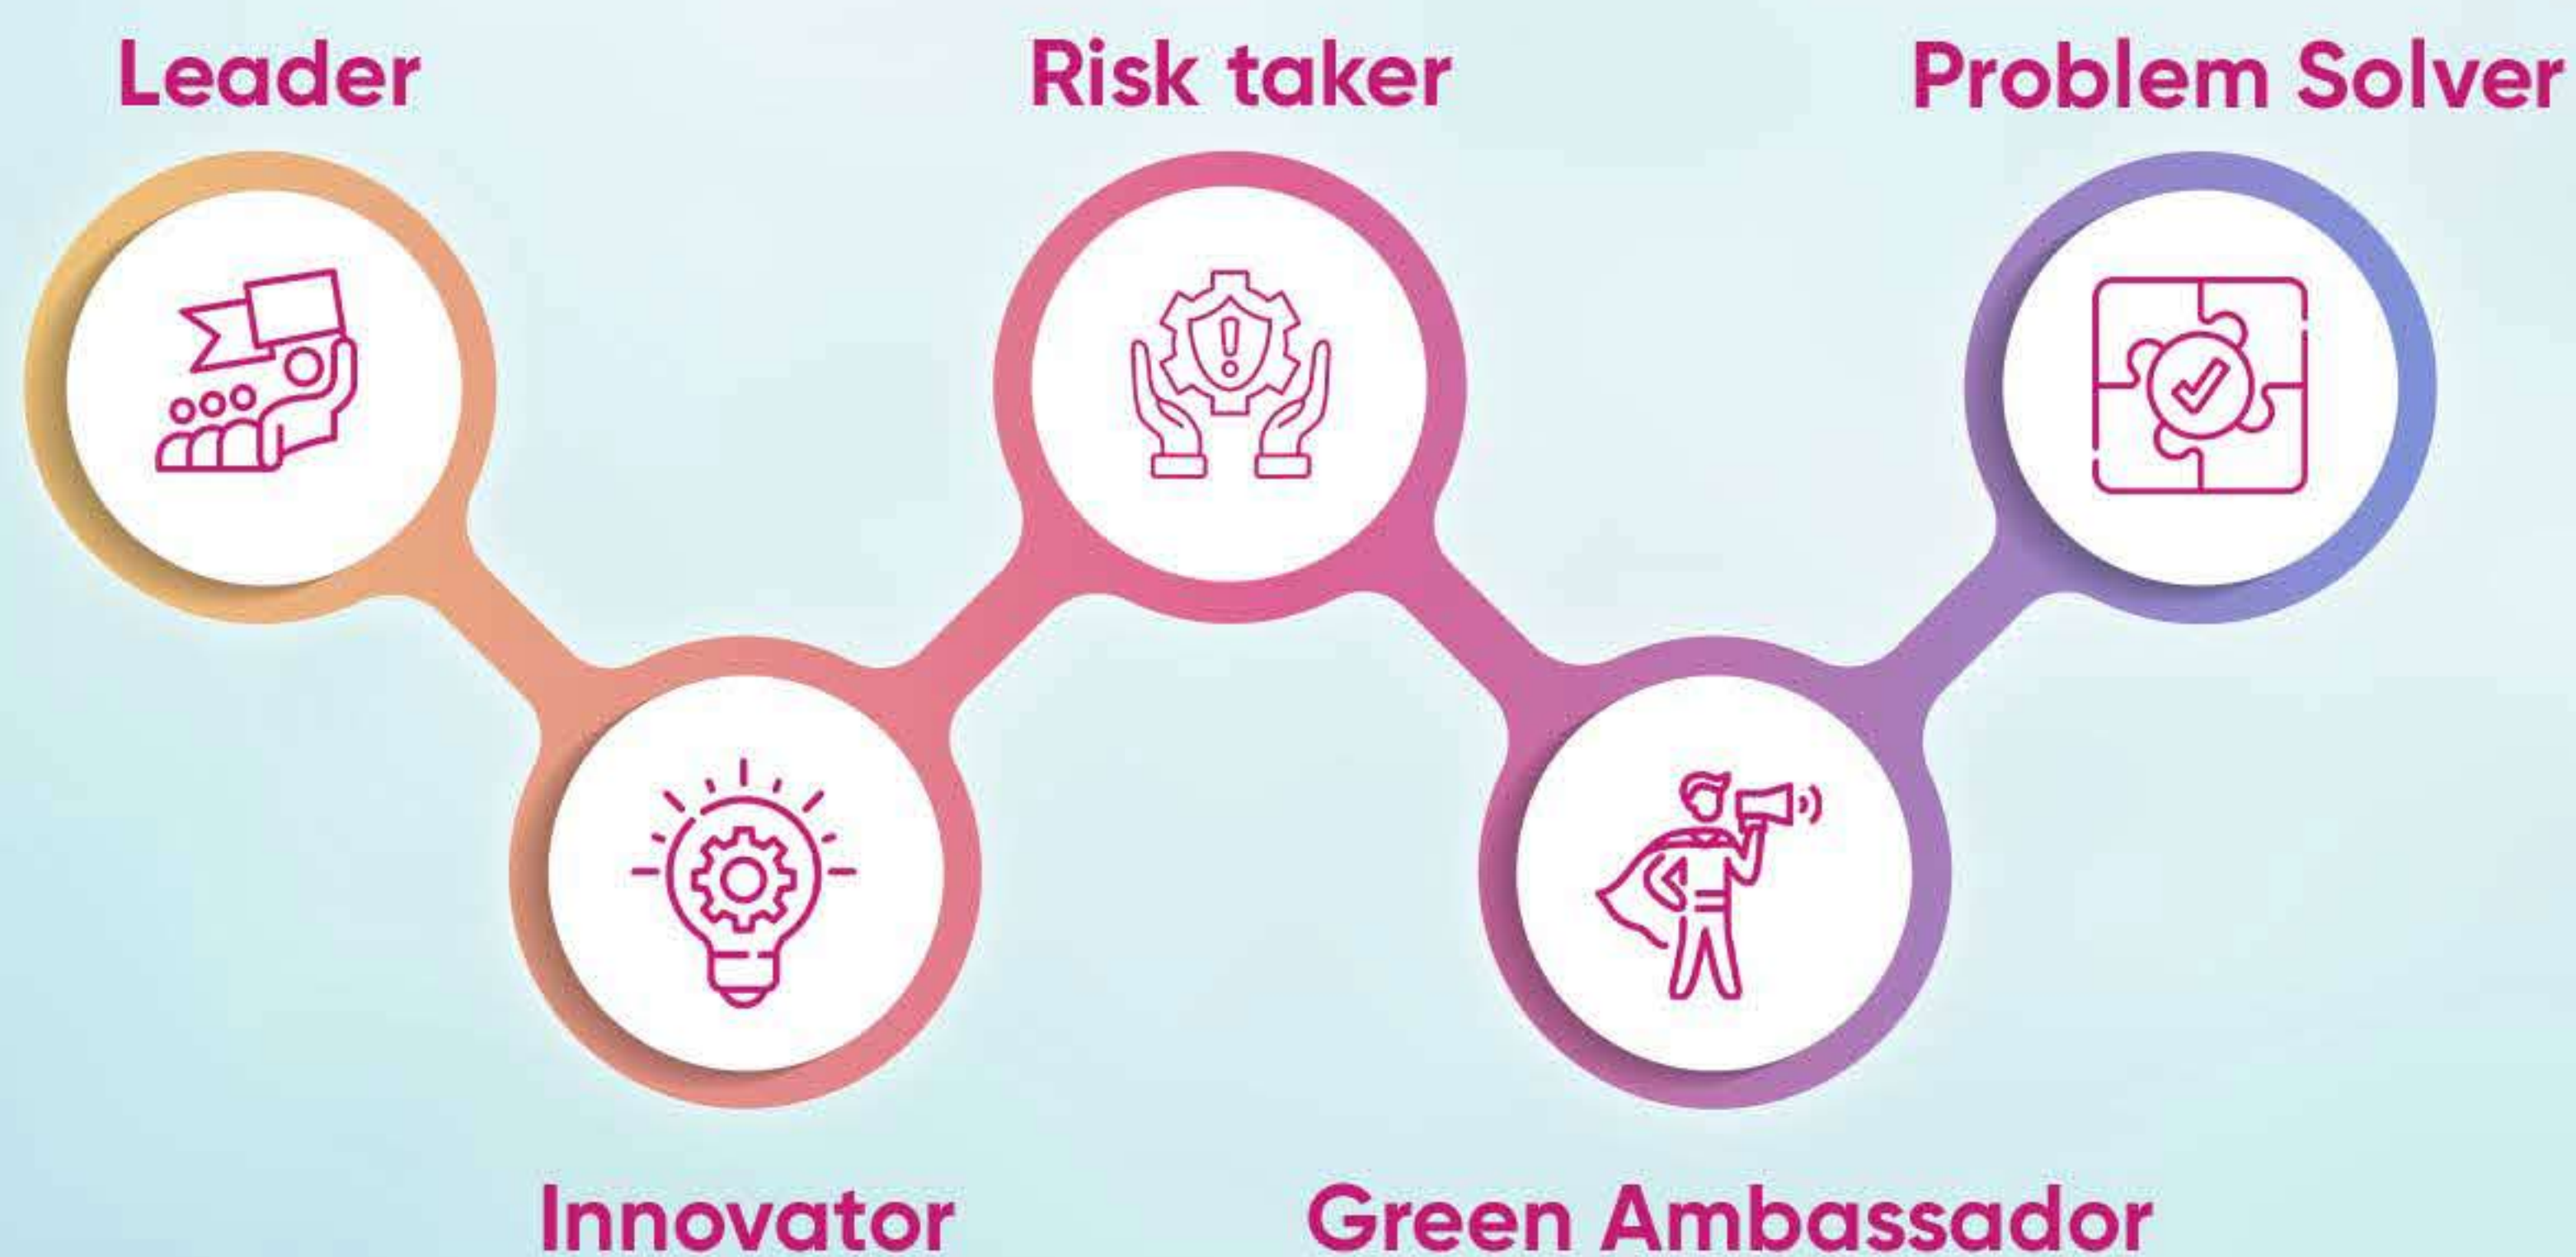 Leader
Risk taker
Problem Solver
Innovator
Green Ambassador